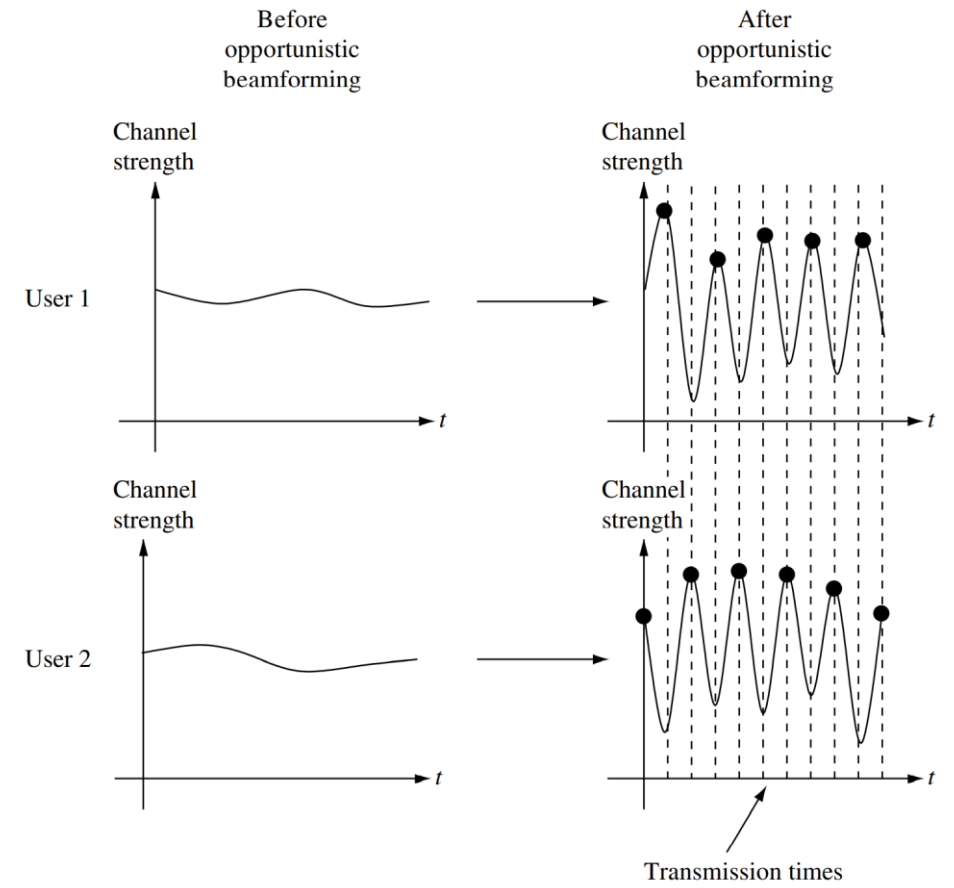 Before
opportunistic
beamforming
After
opportunistic
beamforming
Channel
strength
Channel
strength
User 1
t
t
Channel
strength
Channel
strength
User 2
t
t
Transmission times